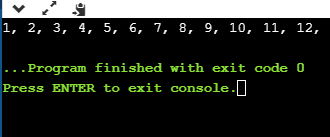 1, 2, 3, 4, 5, 6, 7, 8, 9, 10, 11, 12,
...Program finished with exit code 0
Press ENTER to exit console.